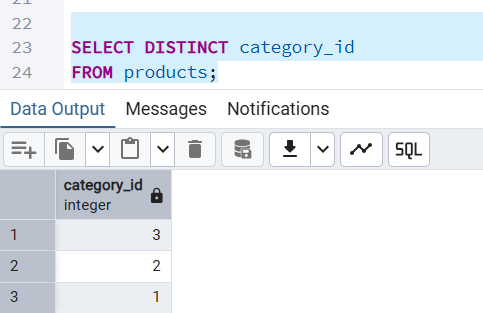 22
23 SELECT DISTINCT category_id
24 FROM products;
Data Output Messages Notifications
SQL
category_id
integer
1 3
2 2
3 1